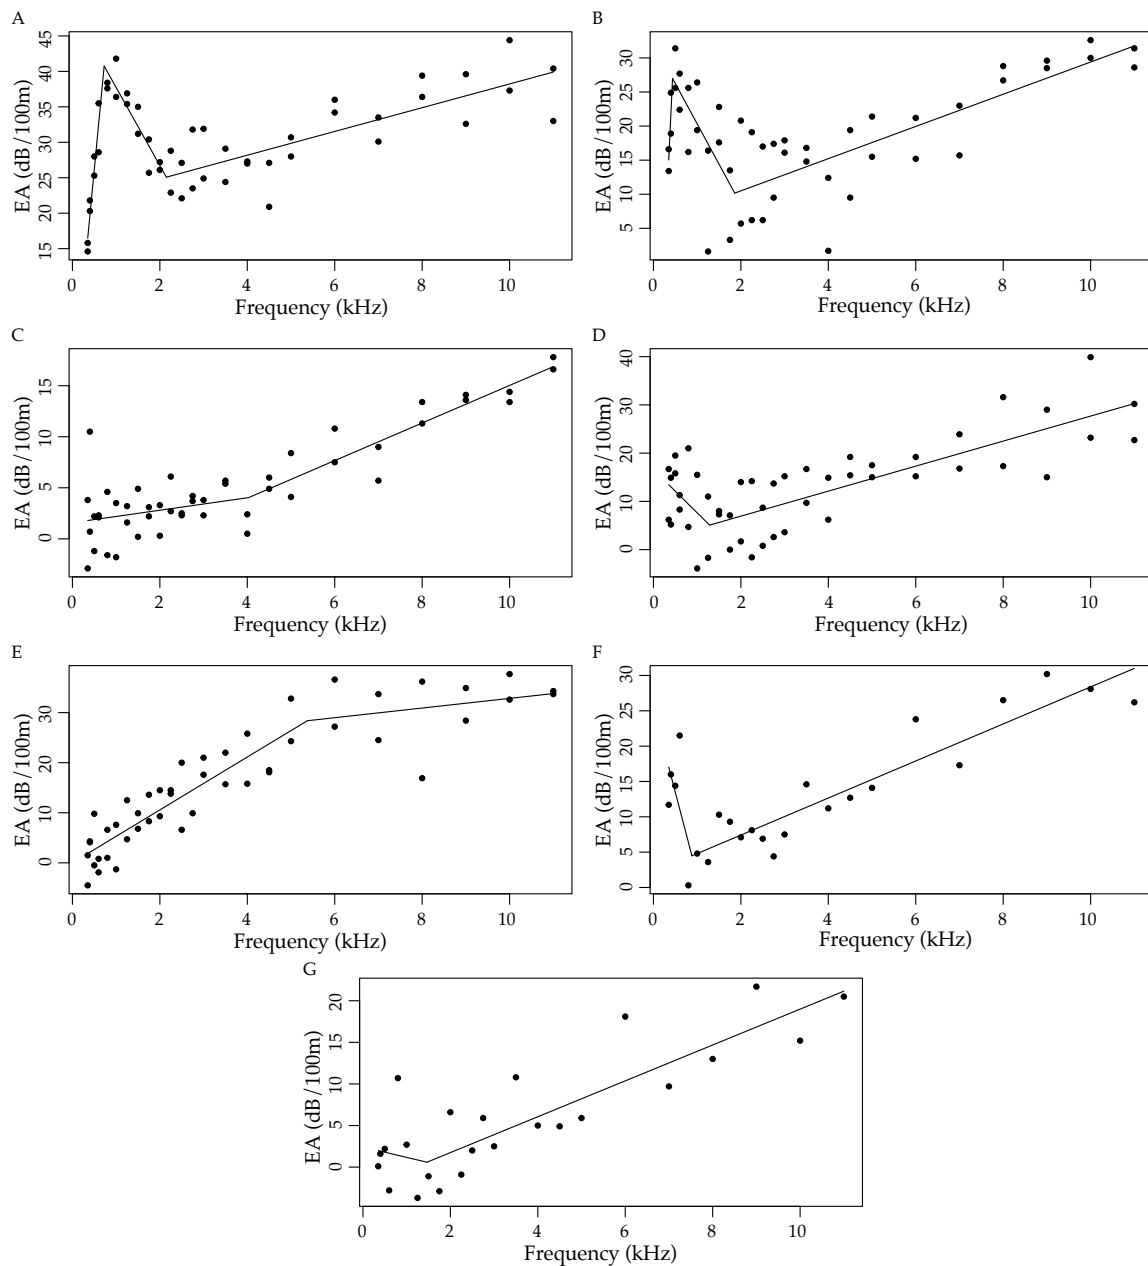 A
EA (dB/100m)
15 20 25 30 35 40 45
0 2 4 6 8 10
Frequency (kHz)
B
EA (dB/100m)
5 10 15 20 25 30
0 2 4 6 8 10
Frequency (kHz)
C
EA (dB/100m)
0 5 10 15
0 2 4 6 8 10
Frequency (kHz)
D
EA (dB/100m)
0 10 20 30 40
0 2 4 6 8 10
Frequency (kHz)
E
EA (dB/100m)
0 10 20 30
0 2 4 6 8 10
Frequency (kHz)
F
EA (dB/100m)
0 5 10 15 20 25 30
0 2 4 6 8 10
Frequency (kHz)
G
EA (dB/100m)
0 5 10 15 20
0 2 4 6 8 10
Frequency (kHz)